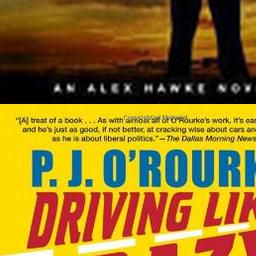 AN ALEX HAWKE NOV
"[A] treat of a book . . . As with almost all of O'Rourke's work, it's eas
and he's just as good, if not better, at cracking wise about cars and
as he is about liberal politics."—The Dallas Morning News
P. J. O'ROURK
DRIVING LIK
RAZY